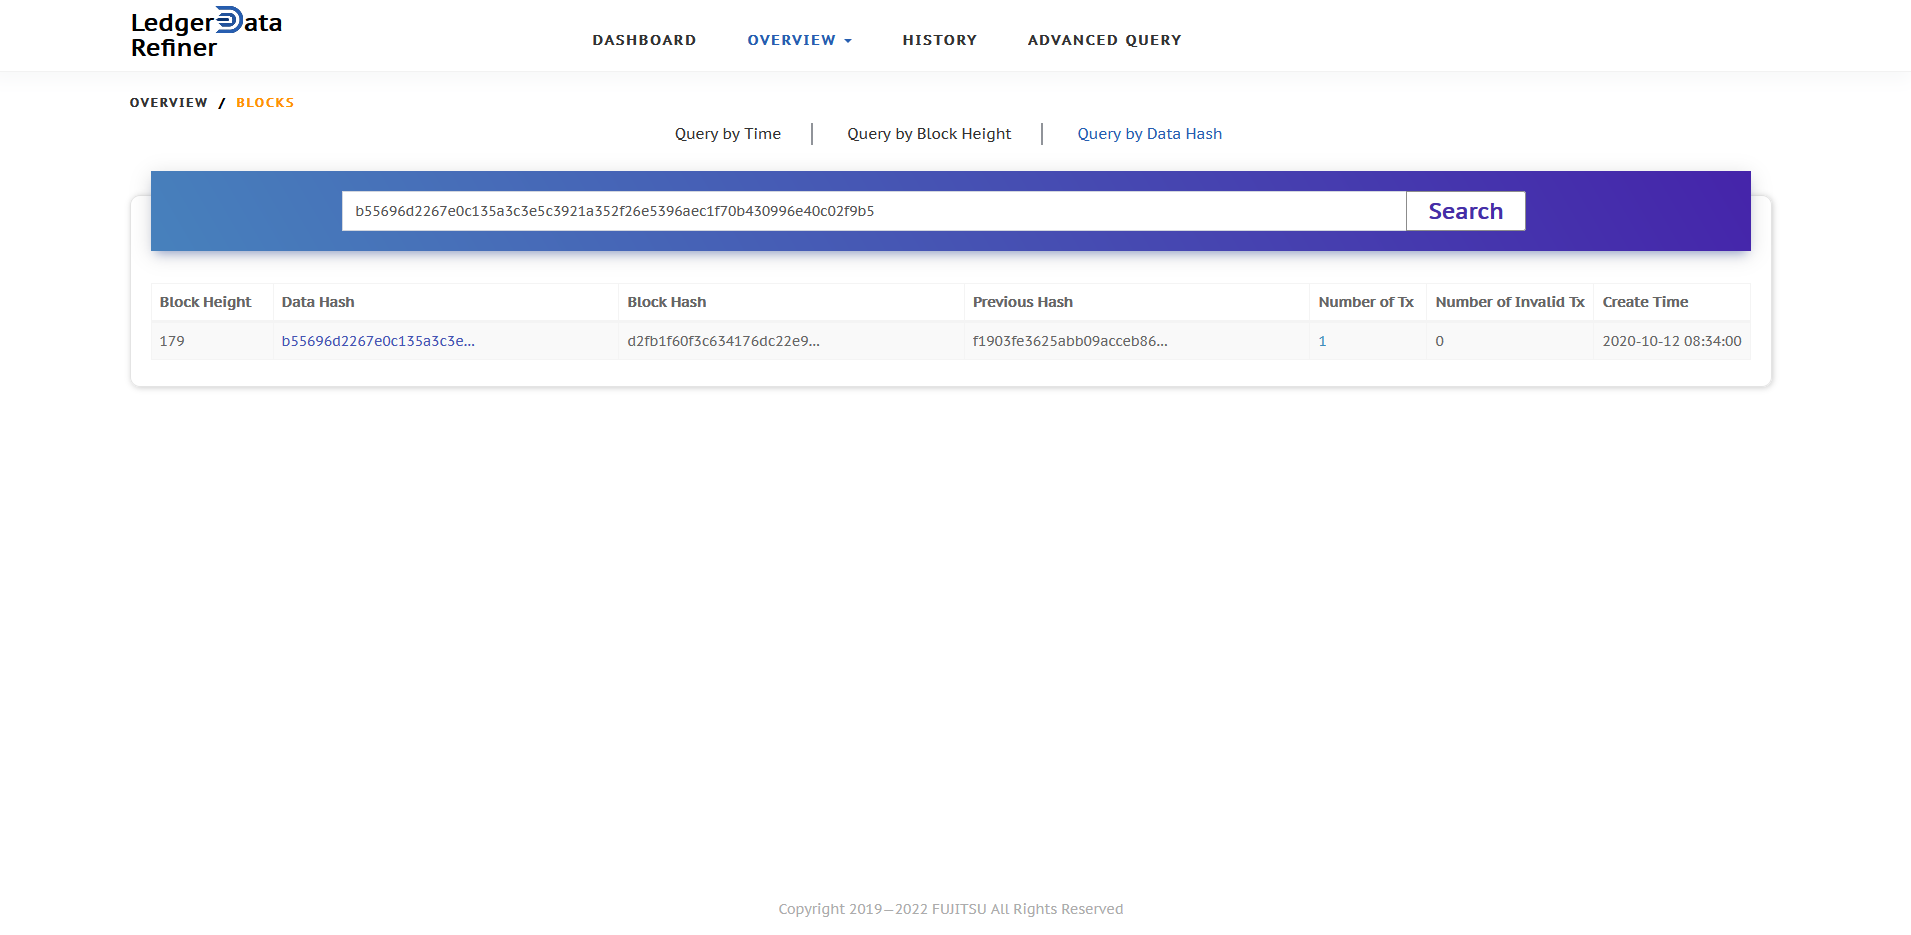 Ledger Data
Refiner
DASHBOARD OVERVIEW HISTORY ADVANCED QUERY
OVERVIEW / BLOCKS
Query by Time Query by Block Height Query by Data Hash
b55696d2267e0c135a3c3e5c3921a352f26e5396aec1f70b430996e40c02f9b5 Search
Block Height Data Hash Block Hash Previous Hash Number of Tx Number of Invalid Tx Create Time
179 b55696d2267e0c135a3c3e... d2fb1f60f3c634176dc22e9... f1903fe3625abb09acceb86... 1 0 2020-10-12 08:34:00
Copyright 2019—2022 FUJITSU All Rights Reserved